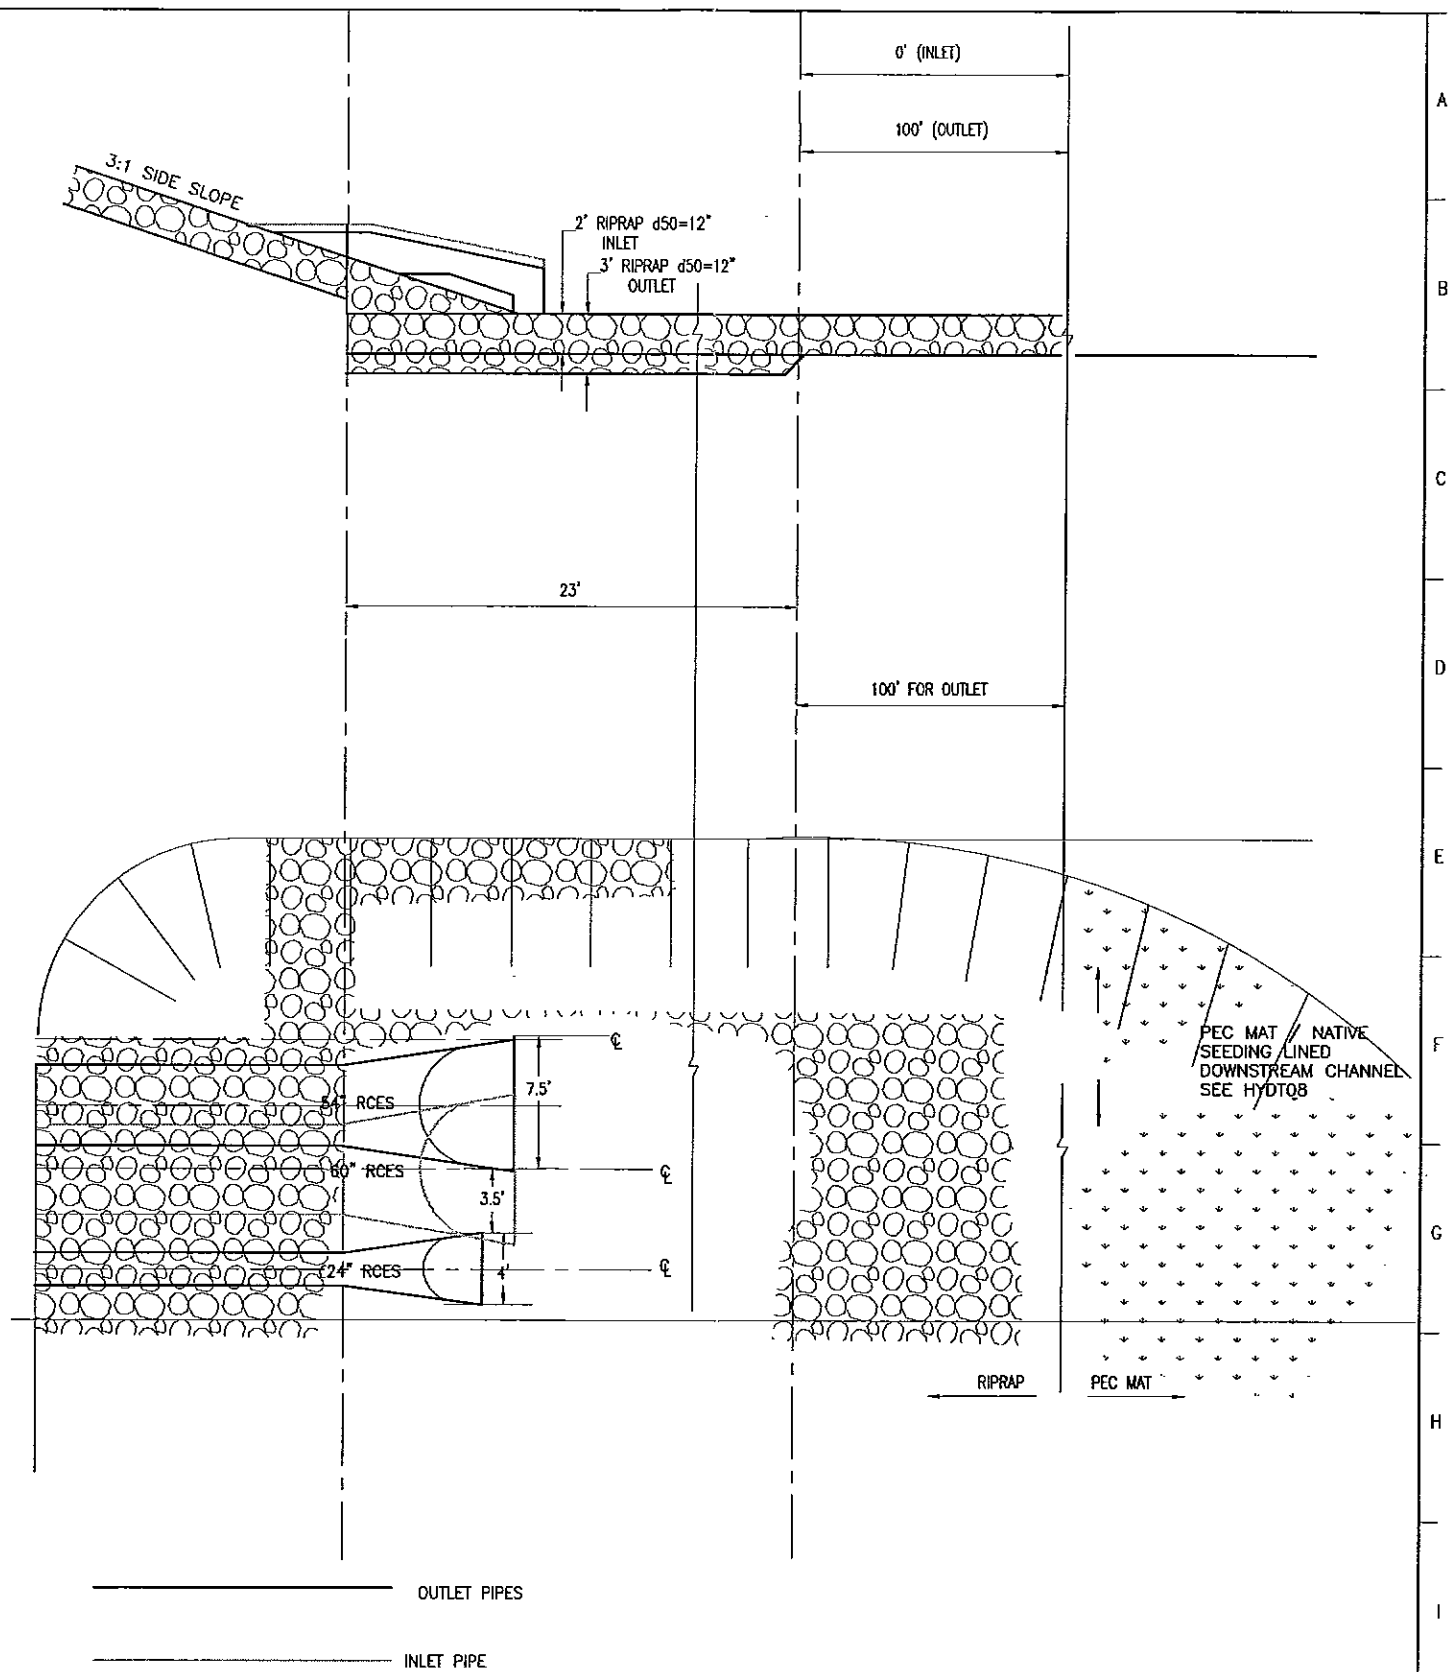 0' (INLET)
A
100' (OUTLET)
3:1 SIDE SLOPE
2' RIPRAP d50=12"
INLET
3' RIPRAP d50=12"
OUTLET
B
C
23'
D
100' FOR OUTLET
E
℄
F
PEC MAT / NATIVE
SEEDING LINED
DOWNSTREAM CHANNEL
SEE HYDT08
7.5'
54" RCES
60" RCES
℄
3.5'
G
24" RCES
4'
℄
RIPRAP
PEC MAT
H
OUTLET PIPES
I
INLET PIPE